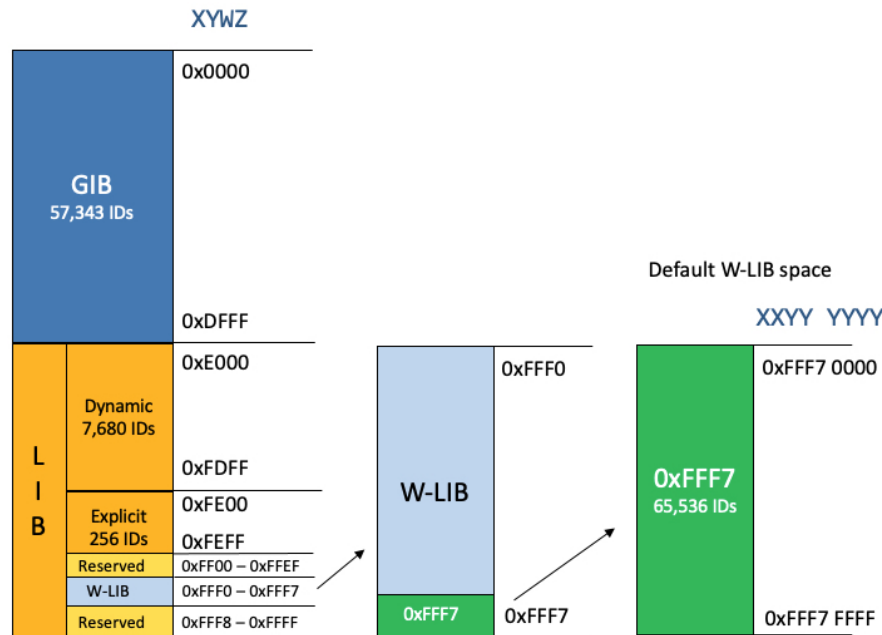 XYWZ
0x0000
GIB
57,343 IDs
0xDFFF
L
I
B
0xE000
Dynamic
7,680 IDs
0xFDFF
0xFE00
Explicit
256 IDs
0xFEFF
Reserved
0xFF00 – 0xFFEF
W-LIB
0xFFF0 – 0xFFF7
Reserved
0xFFF8 – 0xFFFF
0xFFF0
W-LIB
0xFFF7
0xFFF7
Default W-LIB space
XXYY YYYY
0xFFF7 0000
0xFFF7
65,536 IDs
0xFFF7 FFFF